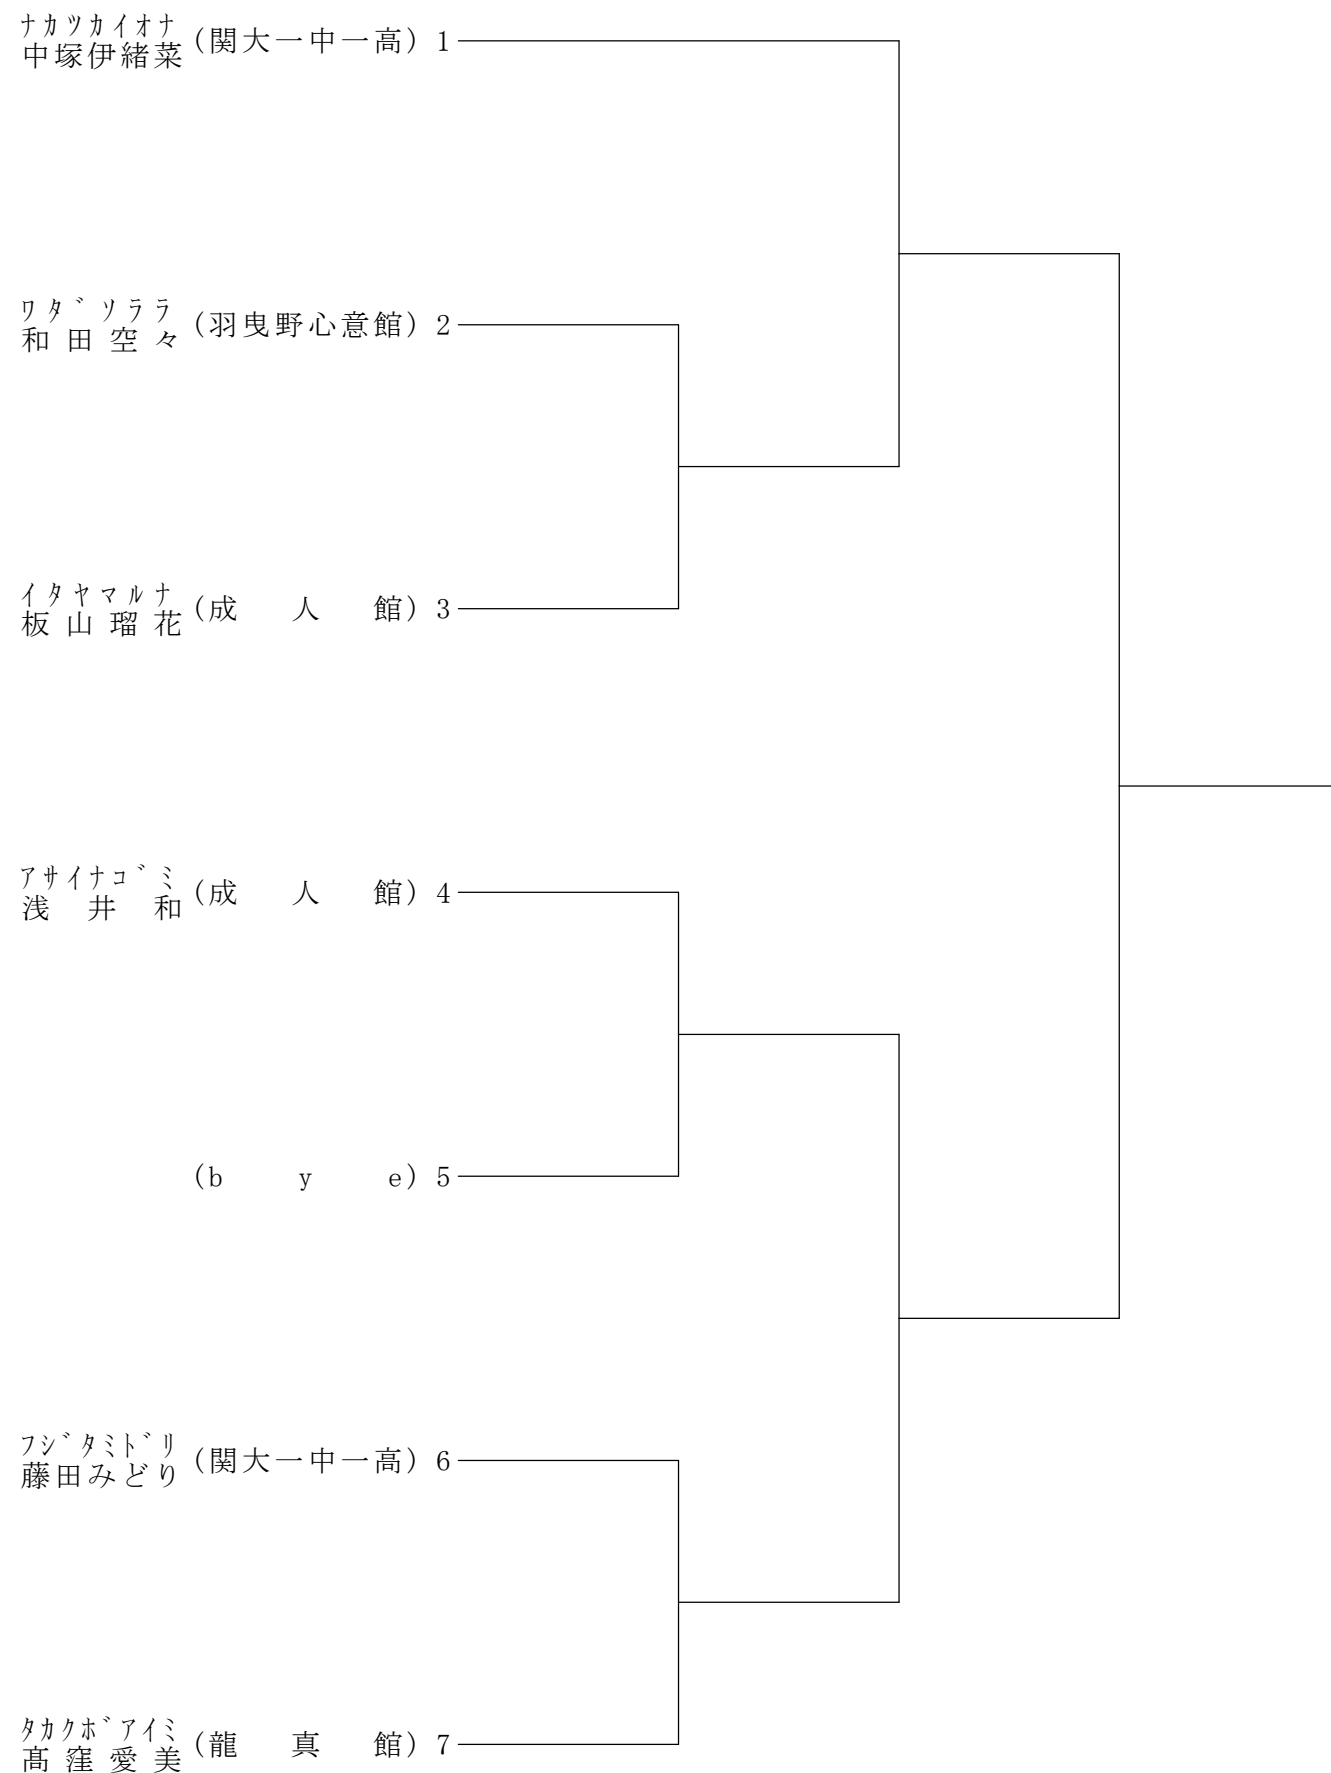 ﾅｶﾂｶｲｵﾅ
中塚伊緒菜 (関大一中一高) 1
ﾜﾀﾞｿﾗﾗ
和田空々 (羽曳野心意館) 2
ｲﾀﾔﾏﾙﾅ
板山瑠花 (成人館) 3
ｱｻｲﾅｺﾞﾐ
浅井和 (成人館) 4
(bye) 5
ﾌｼﾞﾀﾐﾄﾞﾘ
藤田みどり (関大一中一高) 6
ﾀｶｸﾎﾞｱｲﾐ
髙窪愛美 (龍真館) 7